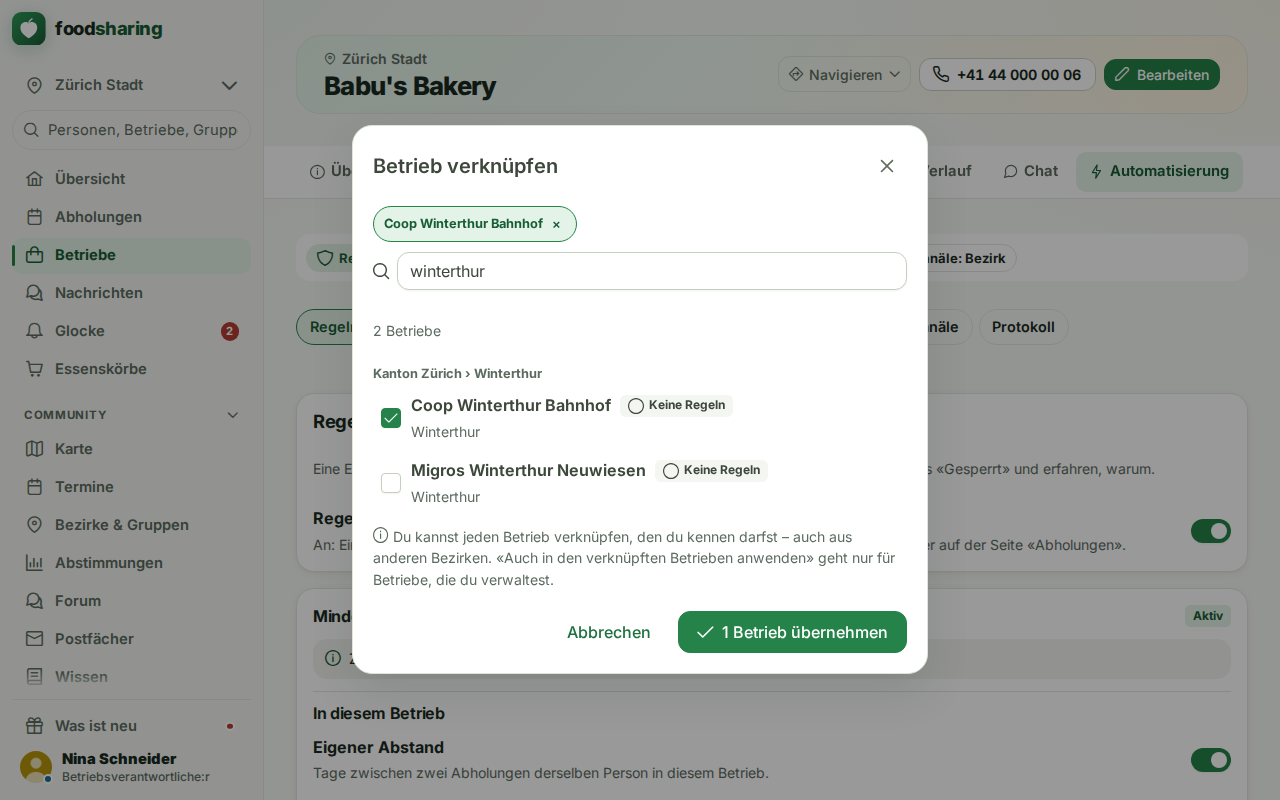 foodsharing
Zürich Stadt
Personen, Betriebe, Grupp
Übersicht
Abholungen
Betriebe
Nachrichten
Glocke
2
Essenskörbe
COMMUNITY
Karte
Termine
Bezirke & Gruppen
Abstimmungen
Forum
Postfächer
Wissen
Was ist neu
Nina Schneider
Betriebsverantwortliche:r
Zürich Stadt
Babu's Bakery
Navigieren
+41 44 000 00 06
Bearbeiten
Chat
Automatisierung
Bezirk
Protokoll
Betrieb verknüpfen
Coop Winterthur Bahnhof ×
winterthur
2 Betriebe
Kanton Zürich › Winterthur
Coop Winterthur Bahnhof
Keine Regeln
Winterthur
Migros Winterthur Neuwiesen
Keine Regeln
Winterthur
Du kannst jeden Betrieb verknüpfen, den du kennen darfst – auch aus
anderen Bezirken. «Auch in den verknüpften Betrieben anwenden» geht nur für
Betriebe, die du verwaltest.
Abbrechen
1 Betrieb übernehmen
Eine
«Gesperrt» und erfahren, warum.
An:
auf der Seite «Abholungen».
Aktiv
In diesem Betrieb
Eigener Abstand
Tage zwischen zwei Abholungen derselben Person in diesem Betrieb.